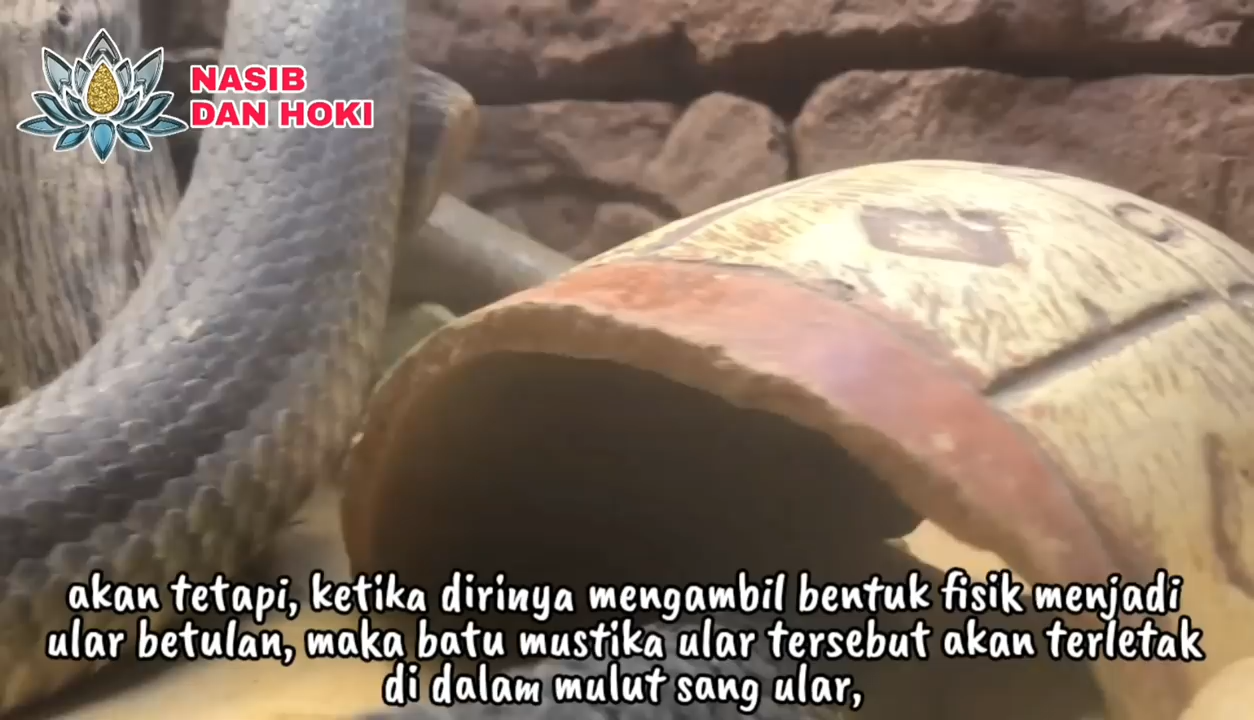 NASIB
DAN HOKI
akan tetapi, ketika dirinya mengambil bentuk fisik menjadi
ular betulan, maka batu mustika ular tersebut akan terletak
di dalam mulut sang ular,